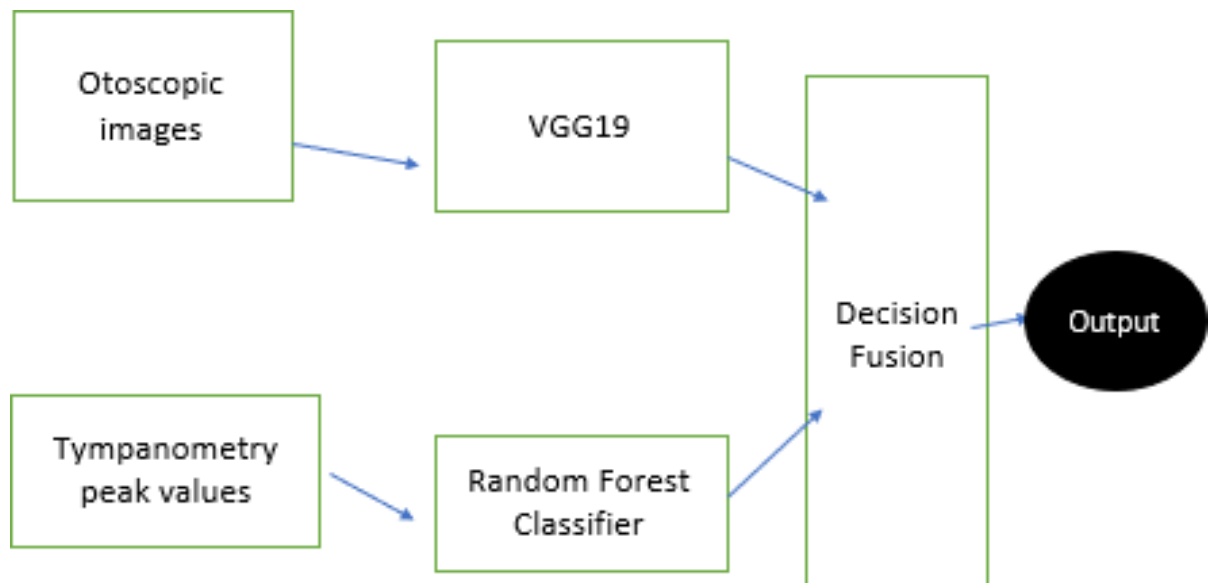 Otoscopic
images
VGG19
Decision
Fusion
Output
Tympanometry
peak values
Random Forest
Classifier